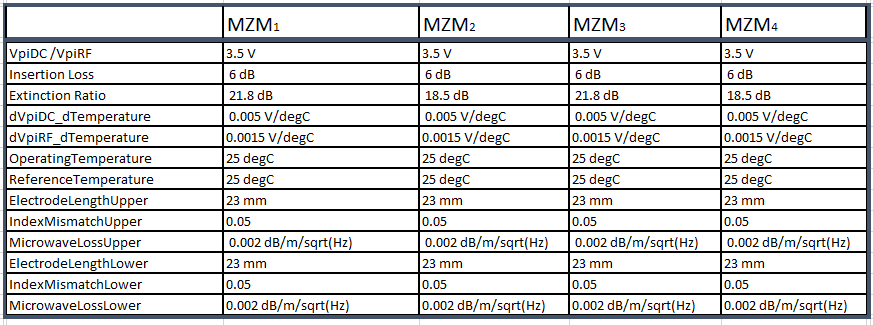 MZM1 MZM2 MZM3 MZM4
VpiDC /VpiRF 3.5 V 3.5 V 3.5 V 3.5 V
Insertion Loss 6 dB 6 dB 6 dB 6 dB
Extinction Ratio 21.8 dB 18.5 dB 21.8 dB 18.5 dB
dVpiDC_dTemperature 0.005 V/degC 0.005 V/degC 0.005 V/degC 0.005 V/degC
dVpiRF_dTemperature 0.0015 V/degC 0.0015 V/degC 0.0015 V/degC 0.0015 V/degC
OperatingTemperature 25 degC 25 degC 25 degC 25 degC
ReferenceTemperature 25 degC 25 degC 25 degC 25 degC
ElectrodeLengthUpper 23 mm 23 mm 23 mm 23 mm
IndexMismatchUpper 0.05 0.05 0.05 0.05
MicrowaveLossUpper 0.002 dB/m/sqrt(Hz) 0.002 dB/m/sqrt(Hz) 0.002 dB/m/sqrt(Hz) 0.002 dB/m/sqrt(Hz)
ElectrodeLengthLower 23 mm 23 mm 23 mm 23 mm
IndexMismatchLower 0.05 0.05 0.05 0.05
MicrowaveLossLower 0.002 dB/m/sqrt(Hz) 0.002 dB/m/sqrt(Hz) 0.002 dB/m/sqrt(Hz) 0.002 dB/m/sqrt(Hz)